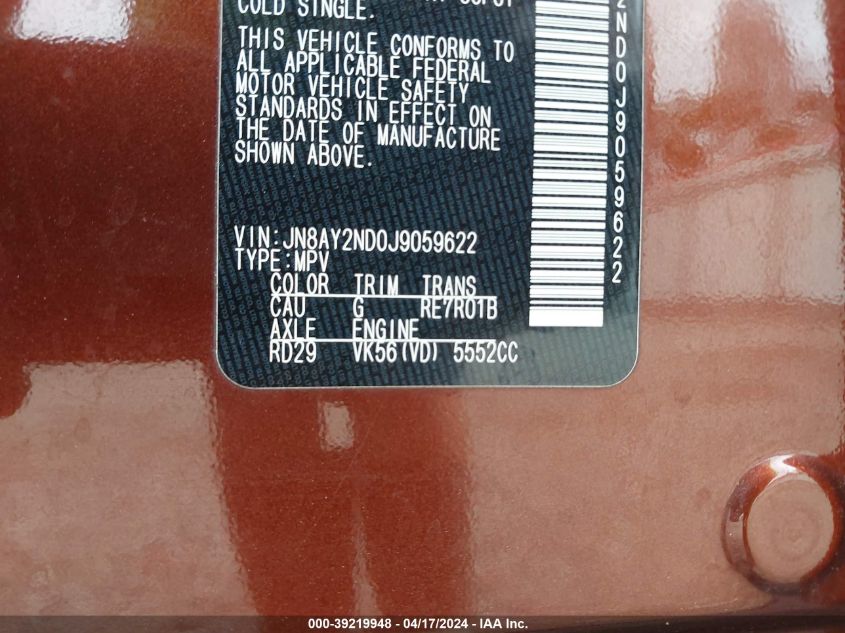 COLD SINGLE.
THIS VEHICLE CONFORMS TO
ALL APPLICABLE FEDERAL
MOTOR VEHICLE SAFETY
STANDARDS IN EFFECT ON
THE DATE OF MANUFACTURE
SHOWN ABOVE.
VIN:JN8AY2ND0J9059622
TYPE:MPV
COLOR TRIM TRANS
CAU G RE7R01B
AXLE ENGINE
RD29 VK56(VD) 5552CC
2ND0J9059622
000-39219948 - 04/17/2024 - IAA Inc.